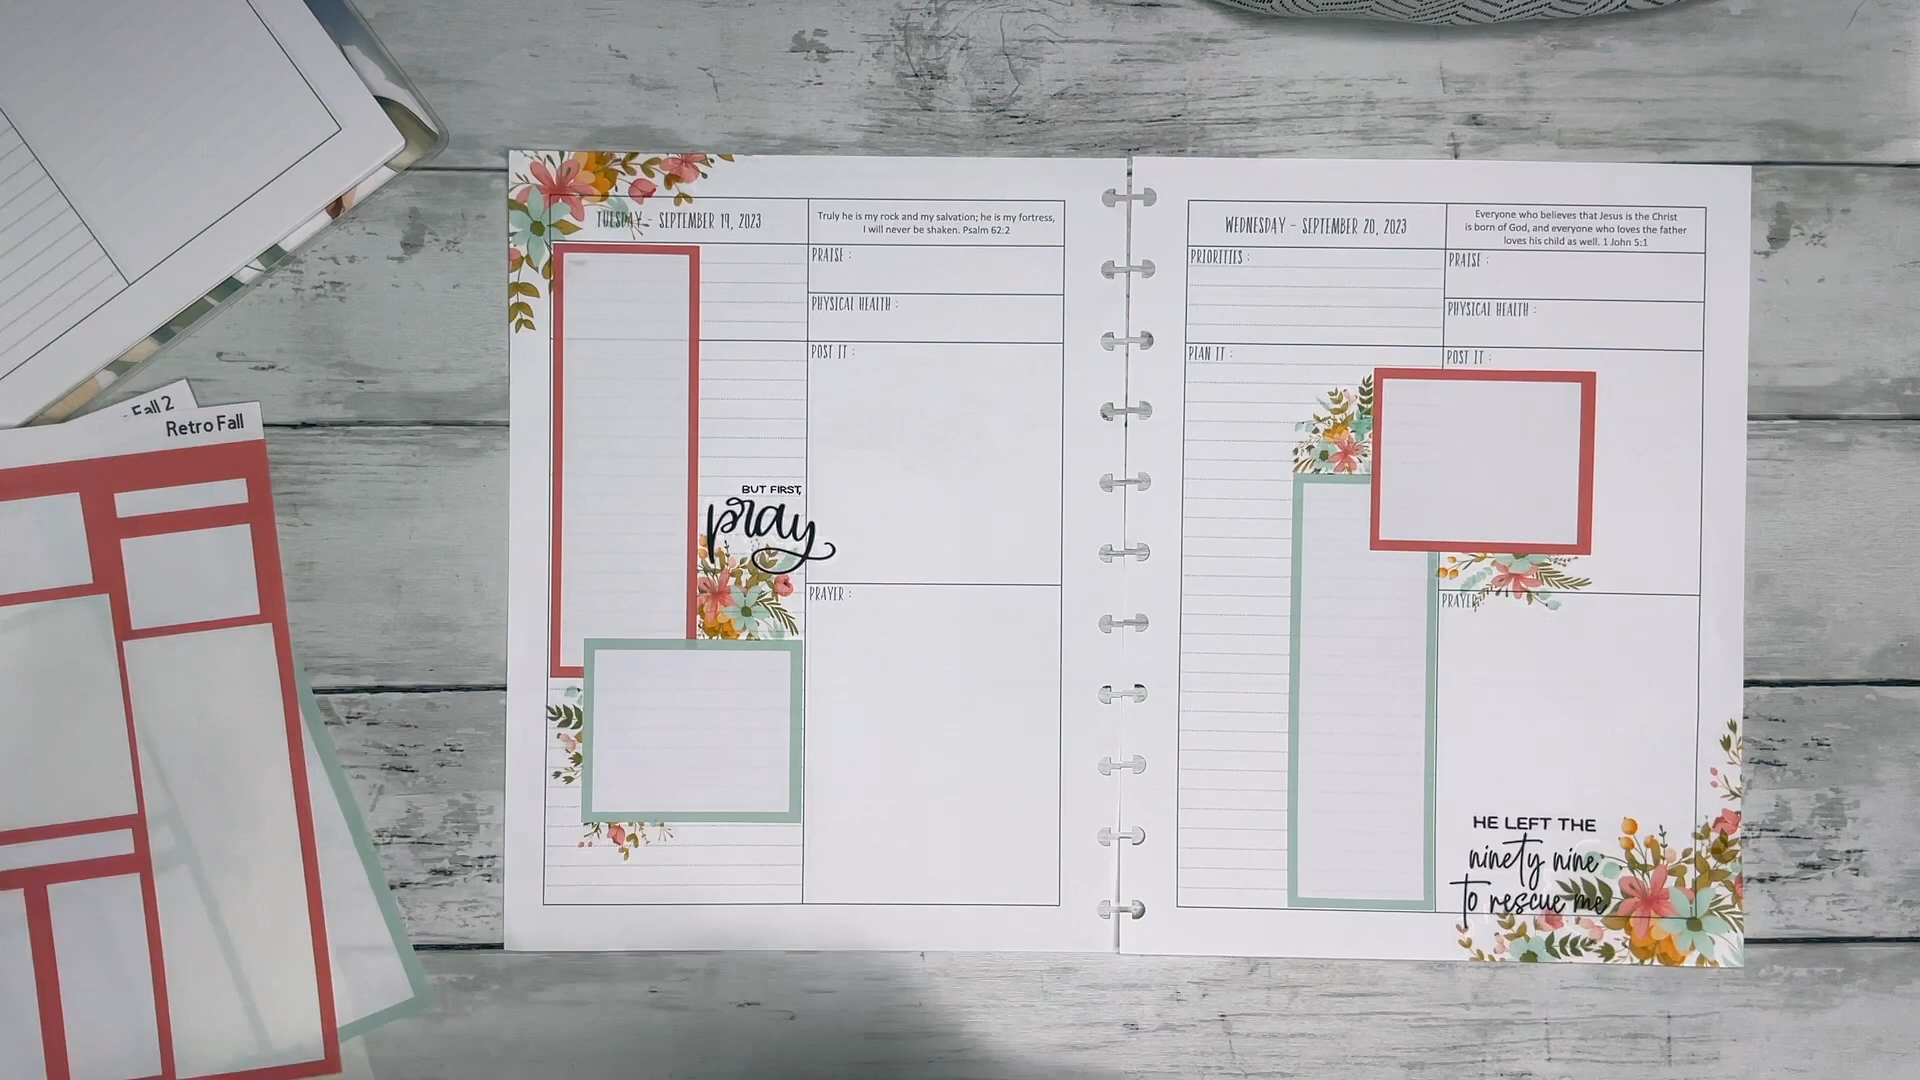 Fall 2
Retro Fall
TUESDAY - SEPTEMBER 19, 2023
Truly he is my rock and my salvation; he is my fortress,
I will never be shaken. Psalm 62:2
PRAISE :
PHYSICAL HEALTH :
POST IT :
BUT FIRST,
pray
PRAYER :
WEDNESDAY - SEPTEMBER 20, 2023
Everyone who believes that Jesus is the Christ
is born of God, and everyone who loves the father
loves his child as well. 1 John 5:1
PRIORITIES :
PRAISE :
PHYSICAL HEALTH :
PLAN IT :
POST IT :
PRAYER
HE LEFT THE
ninety nine
to rescue me